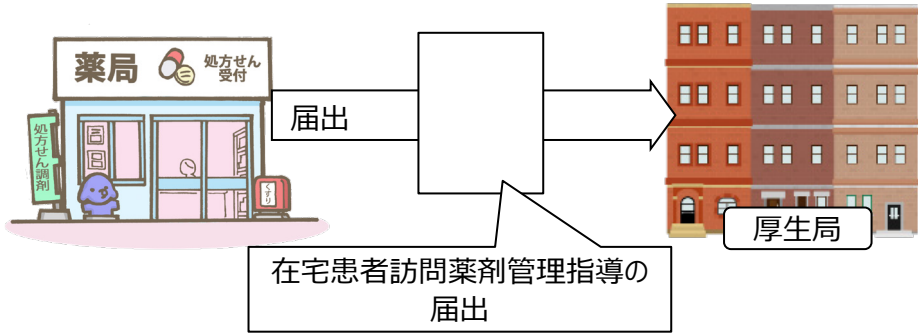 薬局
処方せん
受付
処方せん調剤
くすり
届出
厚生局
在宅患者訪問薬剤管理指導の
届出